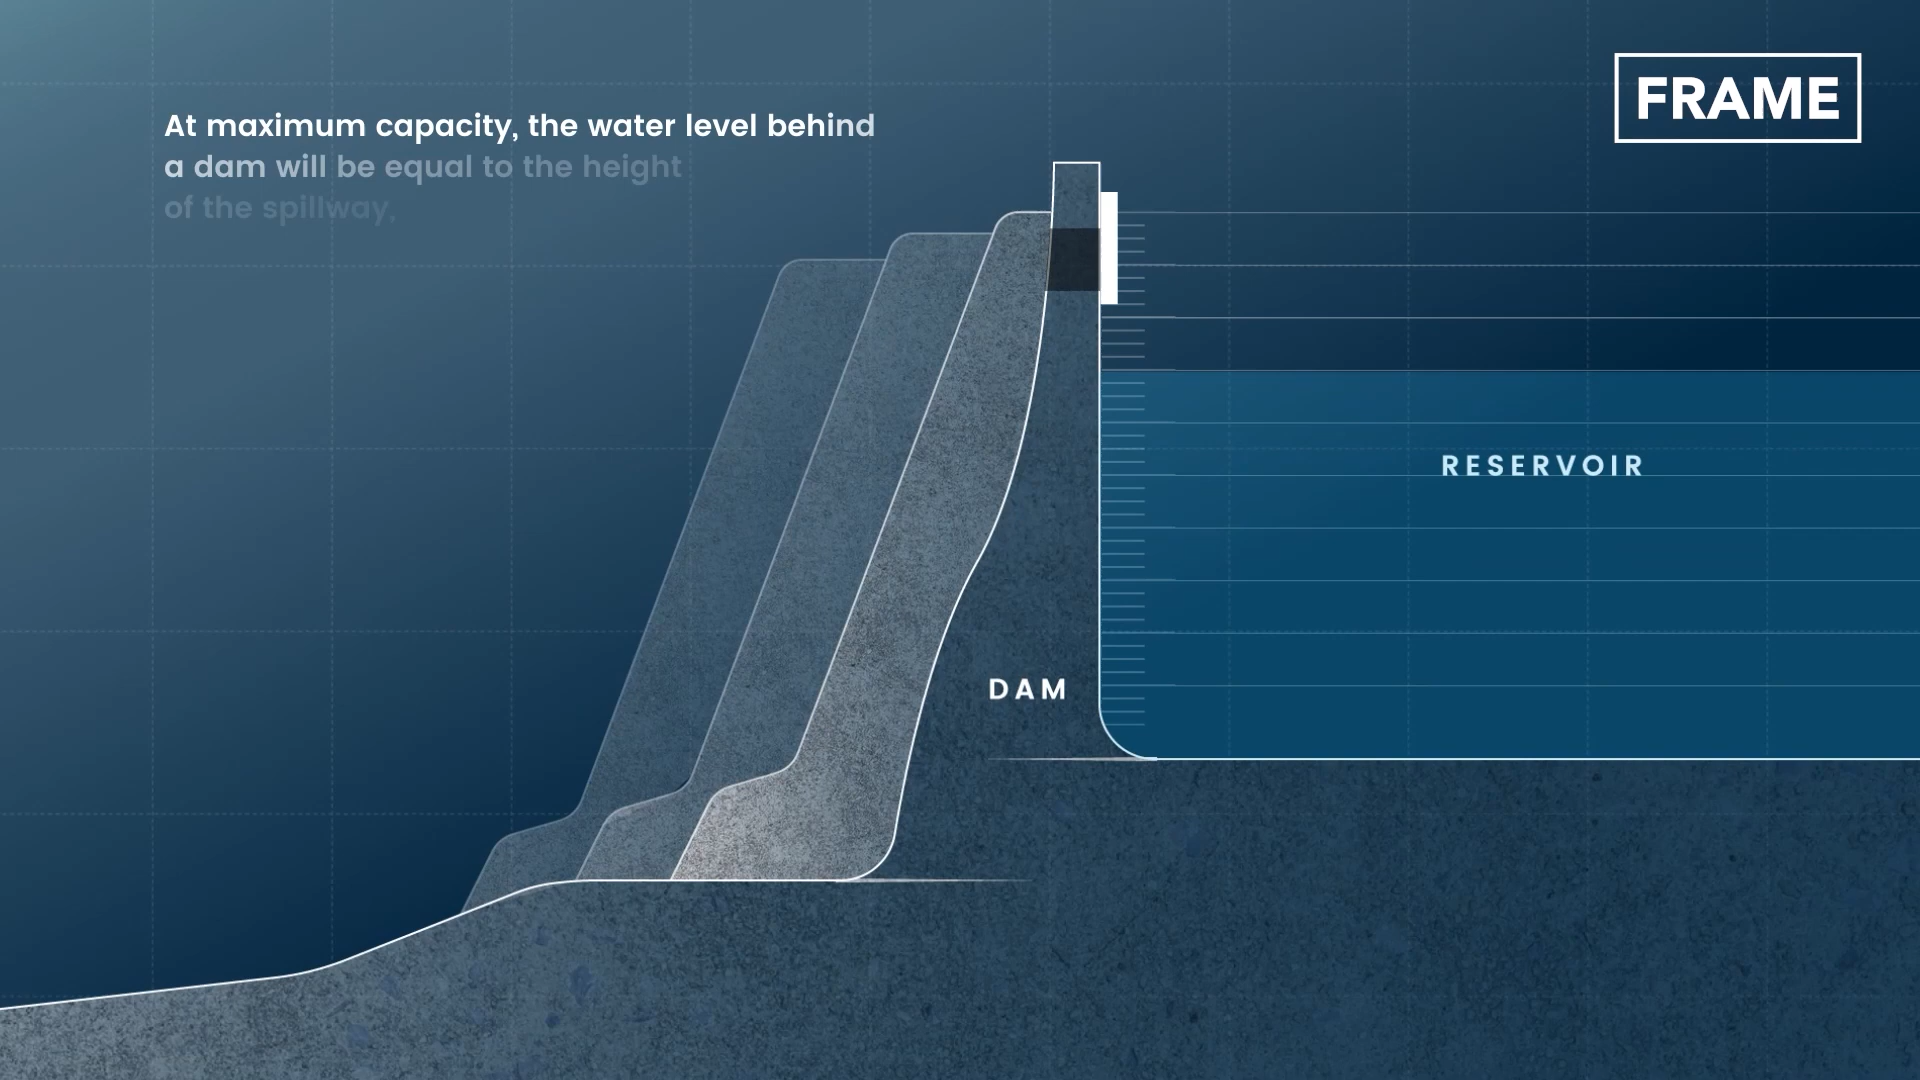 At maximum capacity, the water level behind
a dam will be equal to the height
of the spillway,
FRAME
RESERVOIR
DAM